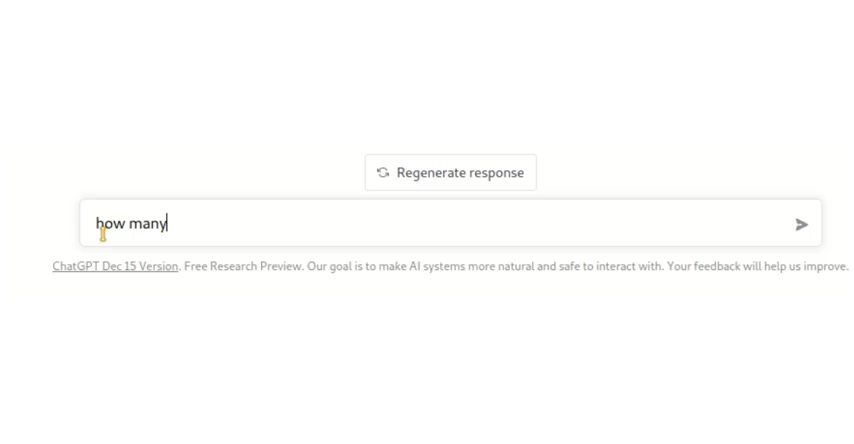 Regenerate response
how many
ChatGPT Dec 15 Version. Free Research Preview. Our goal is to make AI systems more natural and safe to interact with. Your feedback will help us improve.